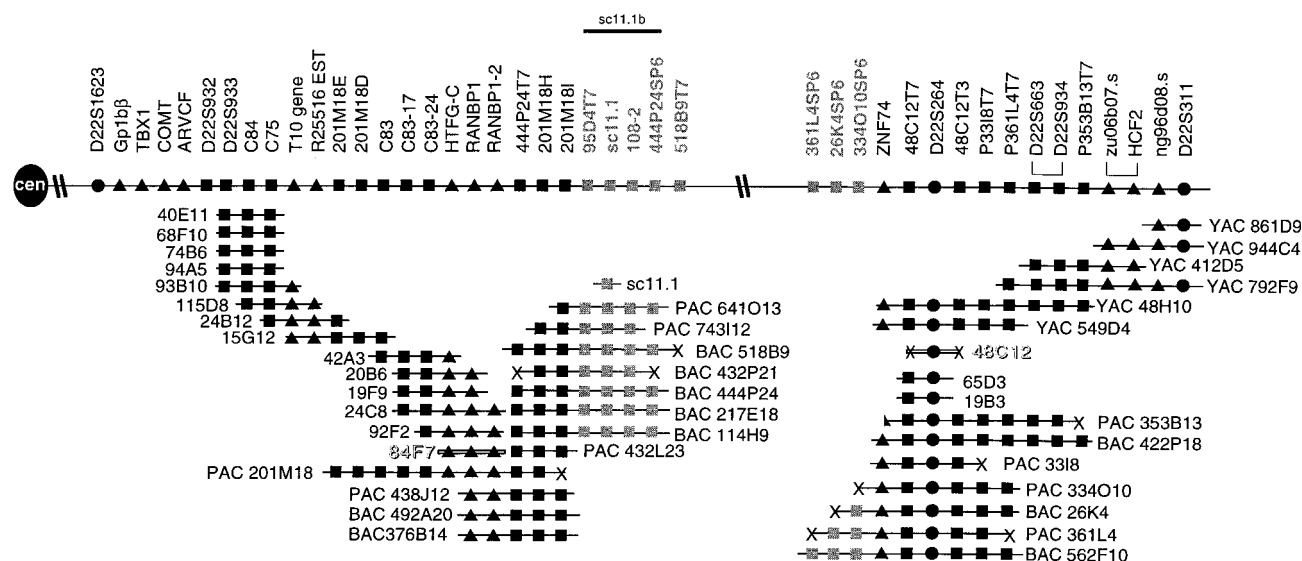 sc11.1b
D22S1623
Gp1bβ
TBX1
COMT
ARVCF
D22S932
D22S933
C84
C75
T10 gene
R25516 EST
201M18E
201M18D
C83
C83-17
C83-24
HTFG-C
RANBP1
RANBP1-2
444P24T7
201M18H
201M18I
95D4T7
sc11.1
108-2
444P24SP6
518B9T7
361L4SP6
26K4SP6
334O10SP6
ZNF74
48C12T7
D22S264
48C12T3
P33I8T7
P361L4T7
D22S663
D22S934
P353B13T7
zu06b07.s
HCF2
ng96d08.s
D22S311
cen
40E11
68F10
74B6
94A5
93B10
115D8
24B12
15G12
42A3
20B6
19F9
24C8
92F2
84F7
PAC 201M18
PAC 438J12
BAC 492A20
BAC376B14
sc11.1
PAC 641O13
PAC 743I12
X BAC 518B9
X X BAC 432P21
BAC 444P24
BAC 217E18
BAC 114H9
PAC 432L23
X
YAC 861D9
YAC 944C4
YAC 412D5
YAC 792F9
YAC 48H10
YAC 549D4
X X 48C12
65D3
19B3
X PAC 353B13
BAC 422P18
X PAC 33I8
X PAC 334O10
X BAC 26K4
X X PAC 361L4
BAC 562F10